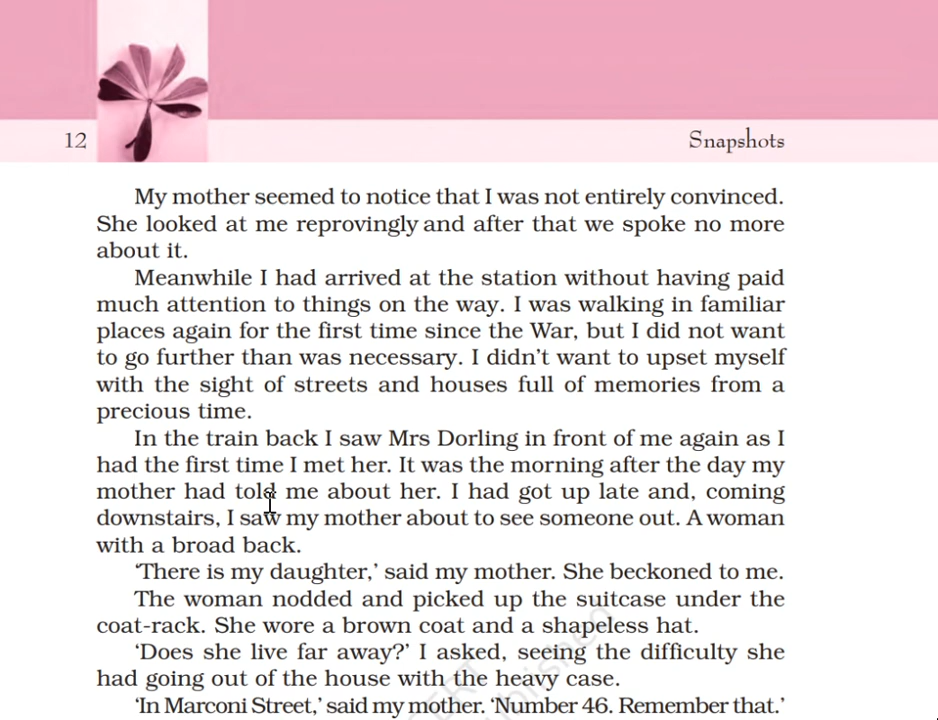 12
Snapshots
My mother seemed to notice that I was not entirely convinced.
She looked at me reprovingly and after that we spoke no more
about it.
Meanwhile I had arrived at the station without having paid
much attention to things on the way. I was walking in familiar
places again for the first time since the War, but I did not want
to go further than was necessary. I didn't want to upset myself
with the sight of streets and houses full of memories from a
precious time.
In the train back I saw Mrs Dorling in front of me again as I
had the first time I met her. It was the morning after the day my
mother had told me about her. I had got up late and, coming
downstairs, I saw my mother about to see someone out. A woman
with a broad back.
‘There is my daughter,’ said my mother. She beckoned to me.
The woman nodded and picked up the suitcase under the
coat-rack. She wore a brown coat and a shapeless hat.
‘Does she live far away?’ I asked, seeing the difficulty she
had going out of the house with the heavy case.
‘In Marconi Street,’ said my mother. ‘Number 46. Remember that.’